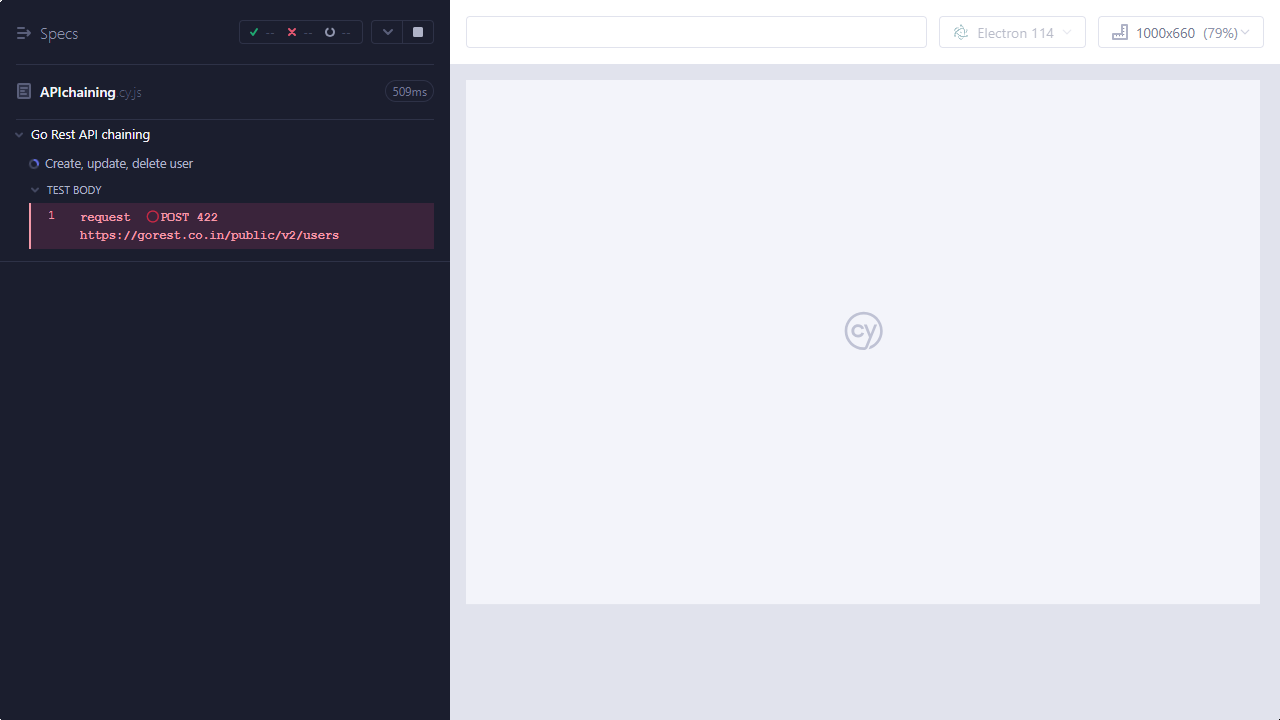 Specs
--
--
--
Electron 114
1000x660 (79%)
APIchaining.cy.js
509ms
Go Rest API chaining
Create, update, delete user
TEST BODY
1 request POST 422
https://gorest.co.in/public/v2/users
cy